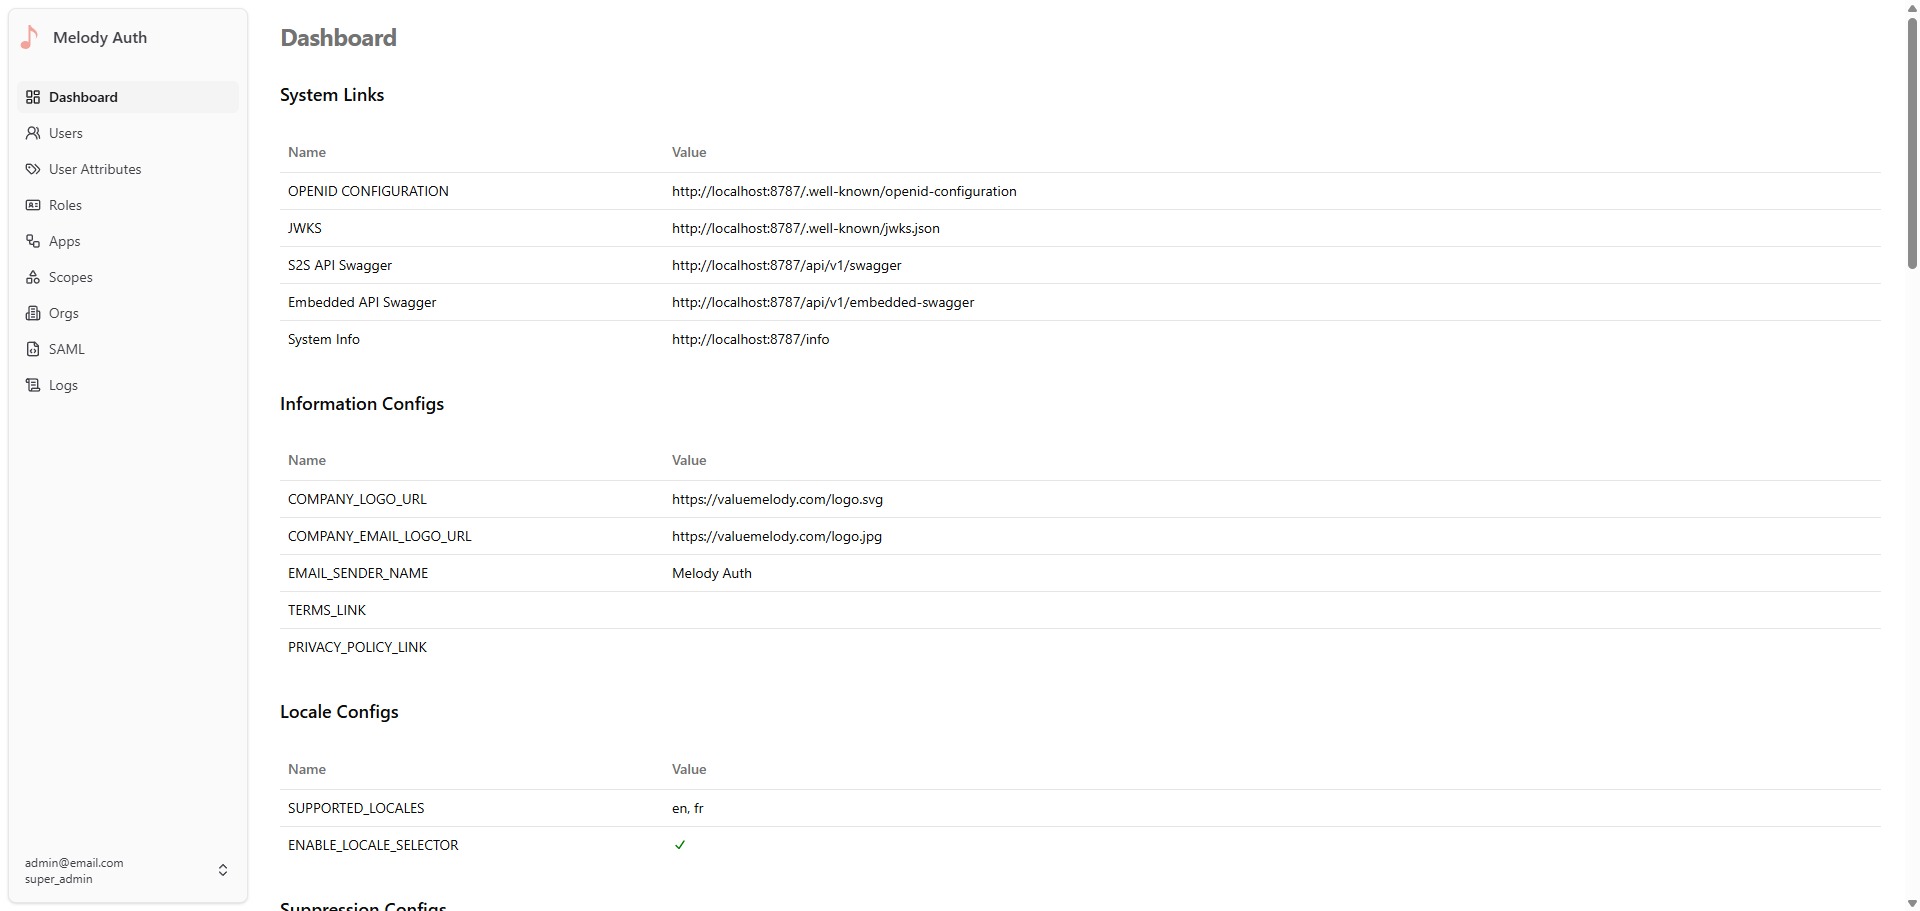 Melody Auth
Dashboard
Users
User Attributes
Roles
Apps
Scopes
Orgs
SAML
Logs
admin@email.com
super_admin
Dashboard
System Links
Name Value
OPENID CONFIGURATION http://localhost:8787/.well-known/openid-configuration
JWKS http://localhost:8787/.well-known/jwks.json
S2S API Swagger http://localhost:8787/api/v1/swagger
Embedded API Swagger http://localhost:8787/api/v1/embedded-swagger
System Info http://localhost:8787/info
Information Configs
Name Value
COMPANY_LOGO_URL https://valuemelody.com/logo.svg
COMPANY_EMAIL_LOGO_URL https://valuemelody.com/logo.jpg
EMAIL_SENDER_NAME Melody Auth
TERMS_LINK
PRIVACY_POLICY_LINK
Locale Configs
Name Value
SUPPORTED_LOCALES en, fr
ENABLE_LOCALE_SELECTOR ✓
Suppression Configs